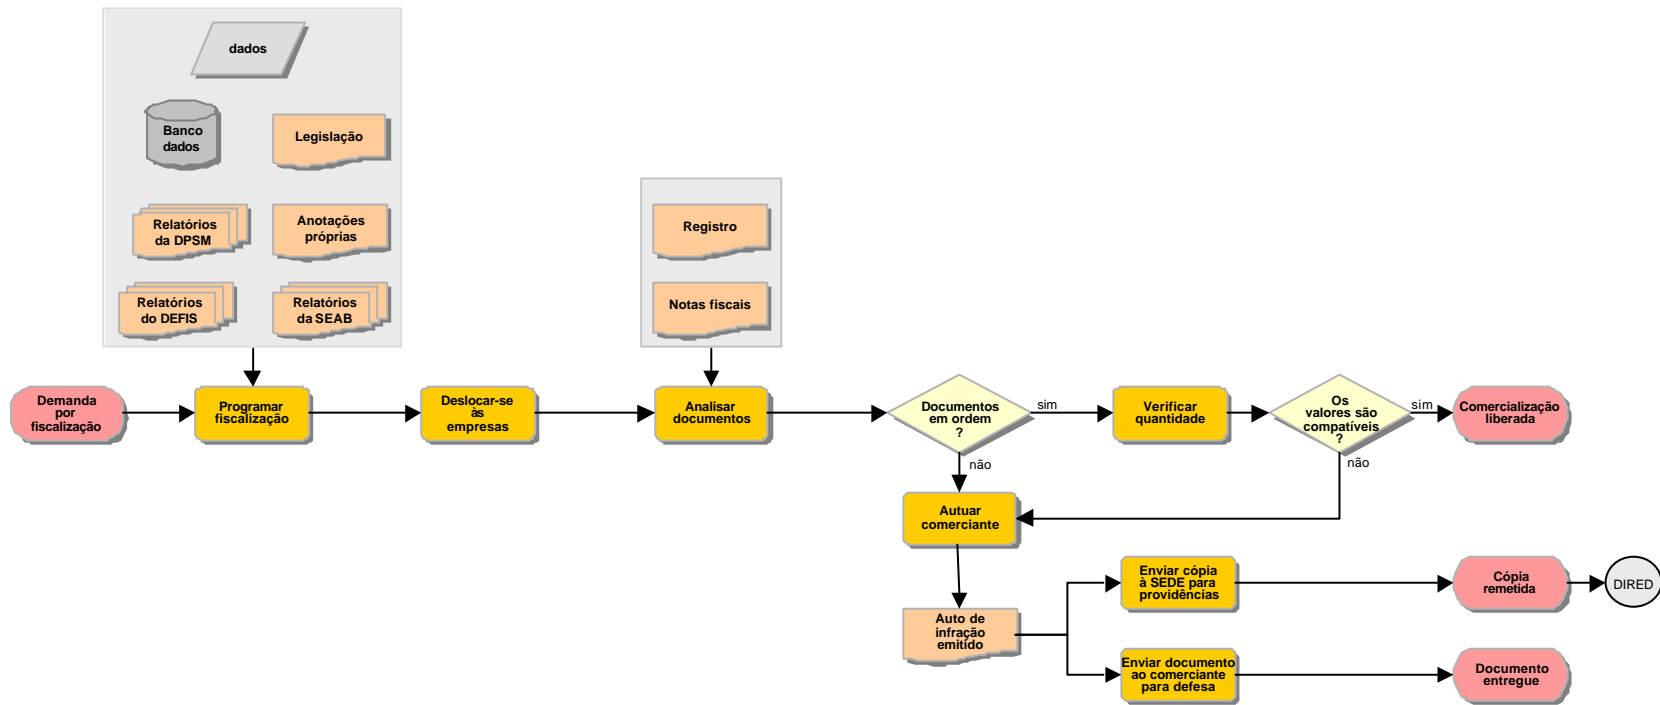 dados
Banco
dados
Legislação
Relatórios
da DPSM
Anotações
próprias
Relatórios
do DEFIS
Relatórios
da SEAB
Registro
Notas fiscais
Demanda
por
fiscalização
Programar
fiscalização
Deslocar-se
às
empresas
Analisar
documentos
Documentos
em ordem
?
sim
não
Verificar
quantidade
Os
valores são
compatíveis
?
sim
não
Comercialização
liberada
Autuar
comerciante
Auto de
infração
emitido
Enviar cópia
à SEDE para
providências
Cópia
remetida
DIRED
Enviar documento
ao comerciante
para defesa
Documento
entregue